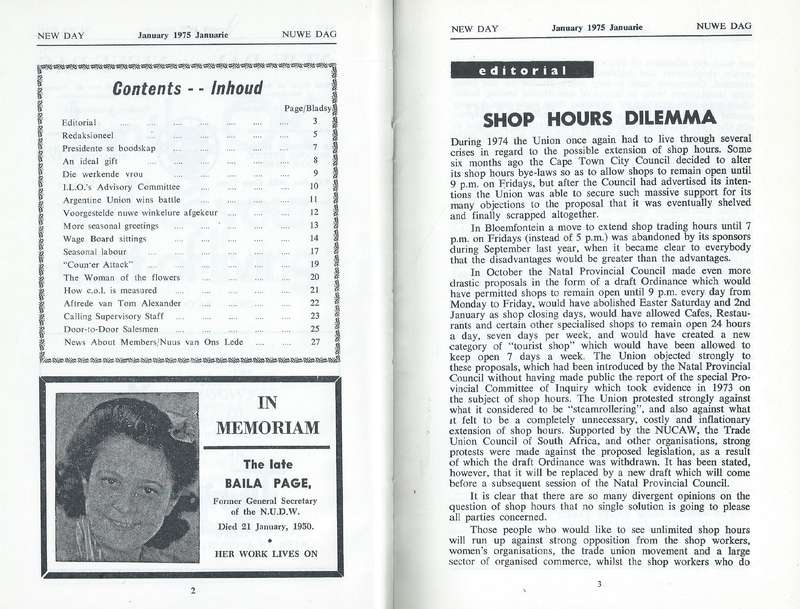 NEW DAY January 1975 Januarie NUWE DAG
Contents -- Inhoud
Page/Bladsy
Editorial .... .... .... .... .... .... .... 3
Redaksioneel .... .... .... .... .... .... 5
Presidente se boodskap .... .... .... .... 7
An ideal gift .... .... .... .... .... 8
Die werkende vrou .... .... .... .... .... 9
I.L.O.'s Advisory Committee .... .... .... .... 10
Argentine Union wins battle .... .... .... .... 11
Voorgestelde nuwe winkelure afgekeur .... .... .... 12
More seasonal greetings .... .... .... .... 13
Wage Board sittings .... .... .... .... .... 14
Seasonal labour .... .... .... .... .... 17
"Counter Attack" .... .... .... .... .... 19
The Woman of the flowers .... .... .... .... 20
How c.o.l. is measured .... .... .... .... 21
Aftrede van Tom Alexander .... .... .... .... 22
Calling Supervisory Staff .... .... .... .... .... 23
Door-to-Door Salesmen .... .... .... .... 25
News About Members/Nuus van Ons Lede .... .... 27
IN
MEMORIAM
The late
BAILA PAGE,
Former General Secretary
of the N.U.D.W.
Died 21 January, 1950.
•
HER WORK LIVES ON
2
NEW DAY January 1975 Januarie NUWE DAG
editorial
SHOP HOURS DILEMMA
During 1974 the Union once again had to live through several
crises in regard to the possible extension of shop hours. Some
six months ago the Cape Town City Council decided to alter
its shop hours bye-laws so as to allow shops to remain open until
9 p.m. on Fridays, but after the Council had advertised its inten-
tions the Union was able to secure such massive support for its
many objections to the proposal that it was eventually shelved
and finally scrapped altogether.
In Bloemfontein a move to extend shop trading hours until 7
p.m. on Fridays (instead of 5 p.m.) was abandoned by its sponsors
during September last year, when it became clear to everybody
that the disadvantages would be greater than the advantages.
In October the Natal Provincial Council made even more
drastic proposals in the form of a draft Ordinance which would
have permitted shops to remain open until 9 p.m. every day from
Monday to Friday, would have abolished Easter Saturday and 2nd
January as shop closing days, would have allowed Cafes, Restau-
rants and certain other specialised shops to remain open 24 hours
a day, seven days per week, and would have created a new
category of "tourist shop" which would have been allowed to
keep open 7 days a week. The Union objected strongly to
these proposals, which had been introduced by the Natal Provincial
Council without having made public the report of the special Pro-
vincial Committee of Inquiry which took evidence in 1973 on
the subject of shop hours. The Union protested strongly against
what it considered to be "steamrollering", and also against what
it felt to be a completely unnecessary, costly and inflationary
extension of shop hours. Supported by the NUCAW, the Trade
Union Council of South Africa, and other organisations, strong
protests were made against the proposed legislation, as a result
of which the draft Ordinance was withdrawn. It has been stated,
however, that it will be replaced by a new draft which will come
before a subsequent session of the Natal Provincial Council.
It is clear that there are so many divergent opinions on the
question of shop hours that no single solution is going to please
all parties concerned.
Those people who would like to see unlimited shop hours
will run up against strong opposition from the shop workers,
women's organisations, the trade union movement and a large
sector of organised commerce, whilst the shop workers who do
3